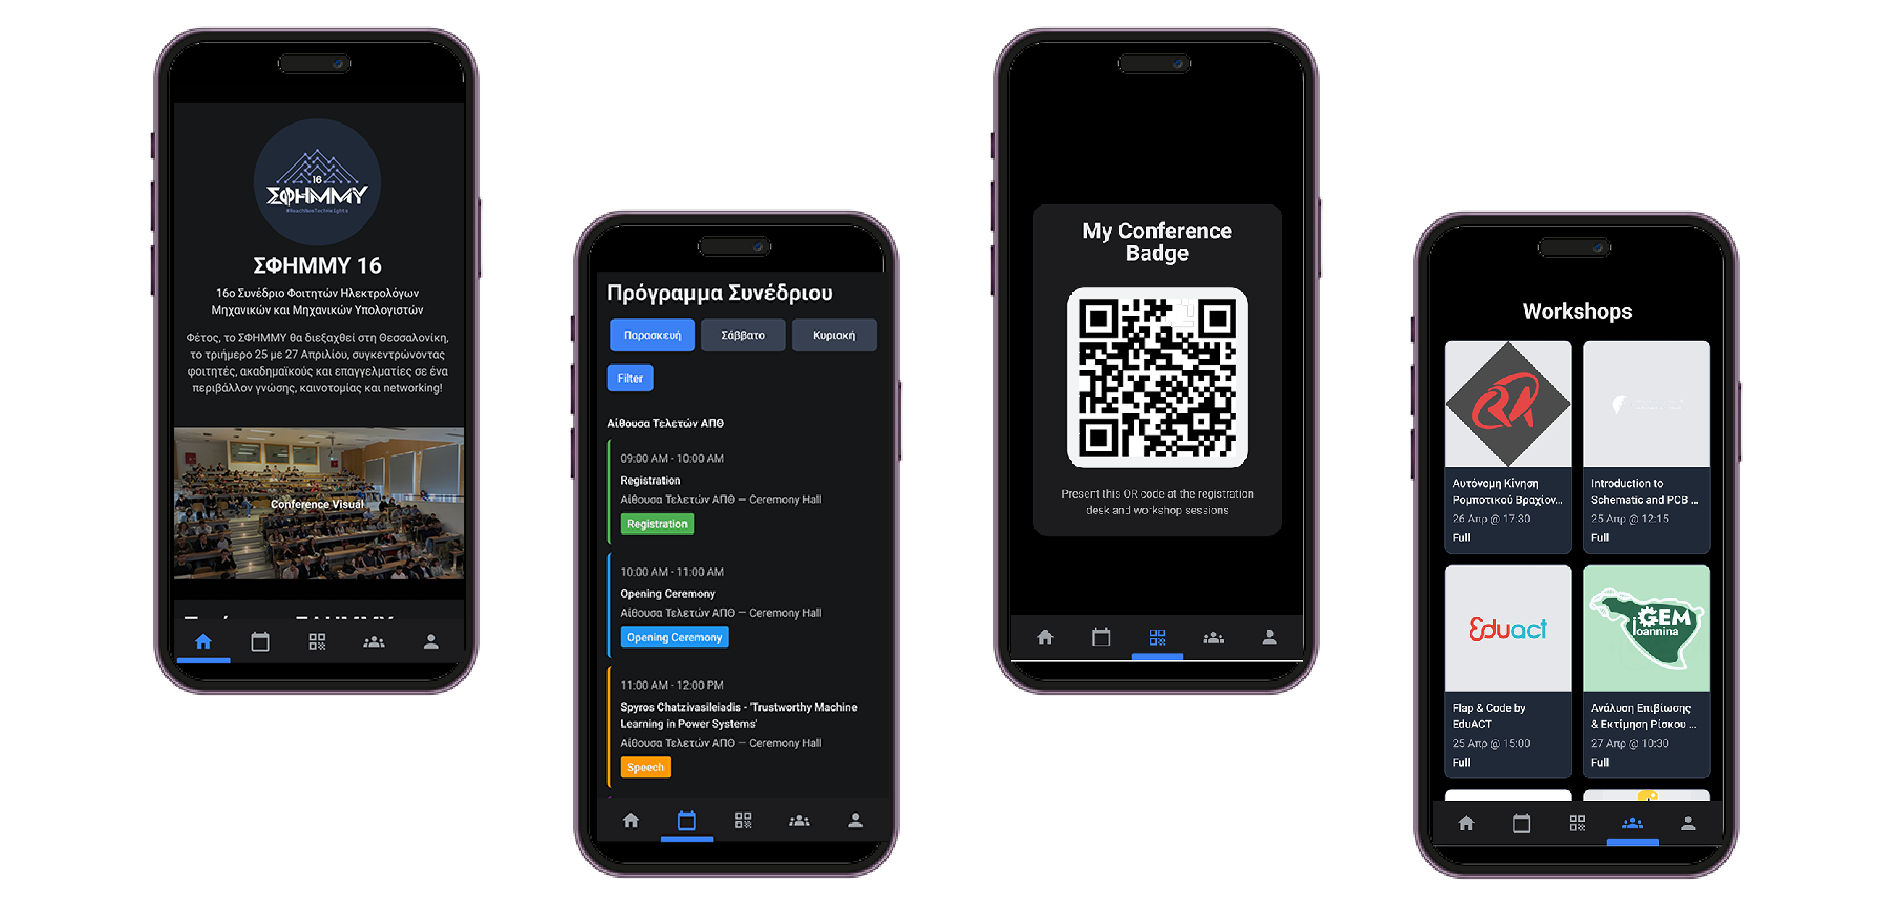 16
ΣΦΗΜΜΥ
ΣΦΗΜΜΥ 16
16ο Συνέδριο Φοιτητών Ηλεκτρολόγων
Μηχανικών και Μηχανικών Υπολογιστών
Φέτος, το ΣΦΗΜΜΥ θα διεξαχθεί στη Θεσσαλονίκη,
το τριήμερο 25 με 27 Απριλίου, συγκεντρώνοντας
φοιτητές, ακαδημαϊκούς και επαγγελματίες σε ένα
περιβάλλον γνώσης, καινοτομίας και networking!
Conference Visual
Πρόγραμμα Συνέδριου
Παρασκευή
Σάββατο
Κυριακή
Filter
Αίθουσα Τελετών ΑΠΘ
09:00 AM - 10:00 AM
Registration
Αίθουσα Τελετών ΑΠΘ — Ceremony Hall
Registration
10:00 AM - 11:00 AM
Opening Ceremony
Αίθουσα Τελετών ΑΠΘ — Ceremony Hall
Opening Ceremony
11:00 AM - 12:00 PM
Spyros Chatzivasileiadis - 'Trustworthy Machine
Learning in Power Systems'
Αίθουσα Τελετών ΑΠΘ — Ceremony Hall
Speech
My Conference
Badge
Present this QR code at the registration
desk and workshop sessions
Workshops
Αυτόνομη Κίνηση
Ρομποτικού Βραχίον...
26 Απρ @ 17:30
Full
Introduction to
Schematic and PCB ...
25 Απρ @ 12:15
Full
Eduact
Flap & Code by
EduACT
25 Απρ @ 15:00
Full
GEM
ioannina
Ανάλυση Επιβίωσης
& Εκτίμηση Ρίσκου ...
27 Απρ @ 10:30
Full